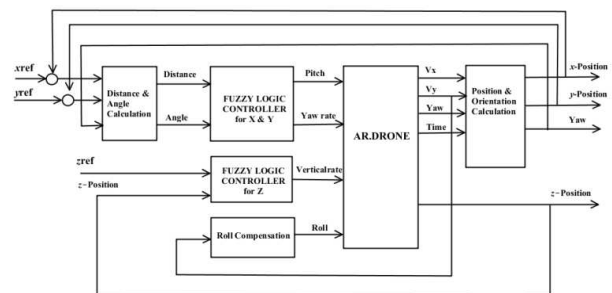 xref
yref
Distance &
Angle
Calculation
Distance
Angle
FUZZY LOGIC
CONTROLLER
for X & Y
Pitch
Yaw rate
AR.DRONE
Vx
Vy
Yaw
Time
Position &
Orientation
Calculation
x-Position
y-Position
Yaw
zref
z-Position
FUZZY LOGIC
CONTROLLER
for Z
Verticalrate
z-Position
Roll Compensation
Roll